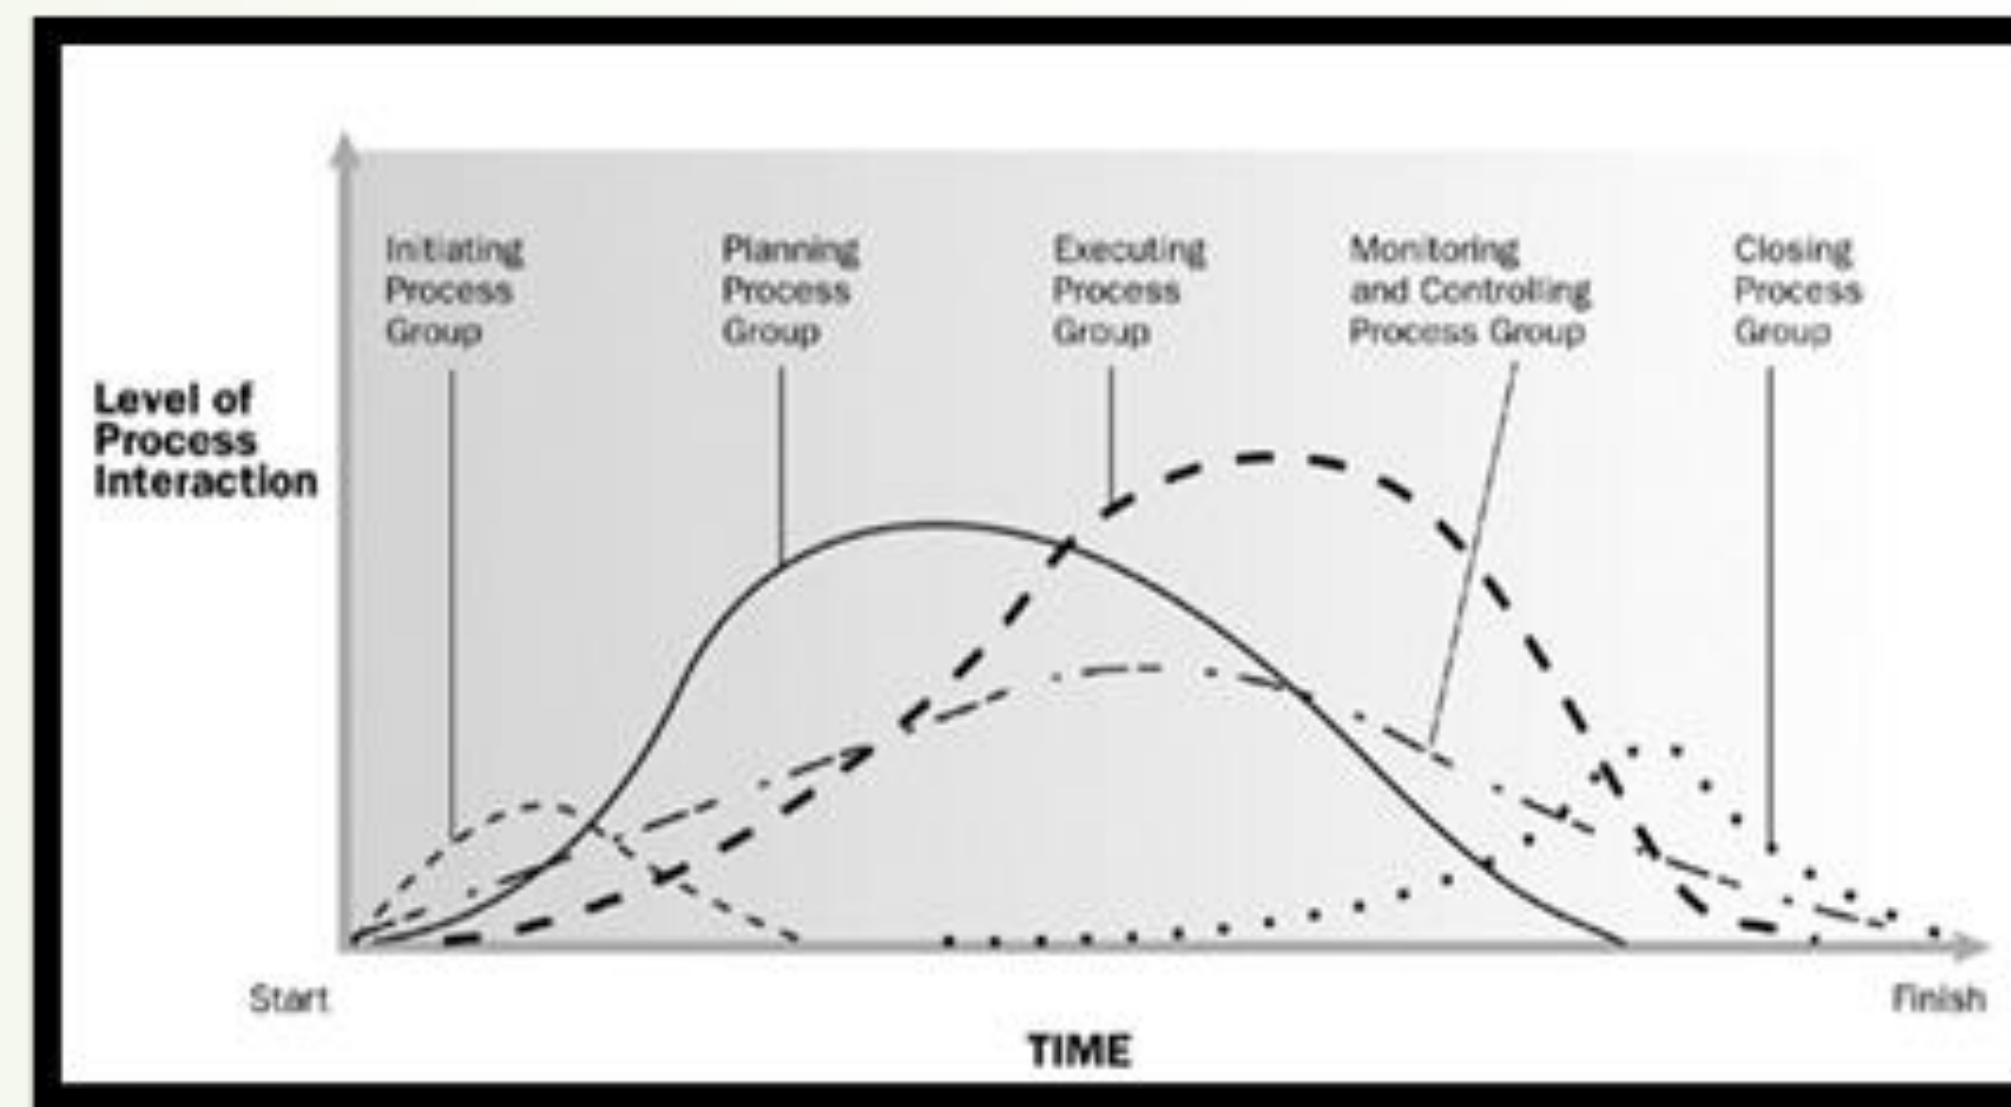 Initiating
Process
Group
Planning
Process
Group
Executing
Process
Group
Monitoring
and Controlling
Process Group
Closing
Process
Group
Level of
Process
Interaction
Start
Finish
TIME